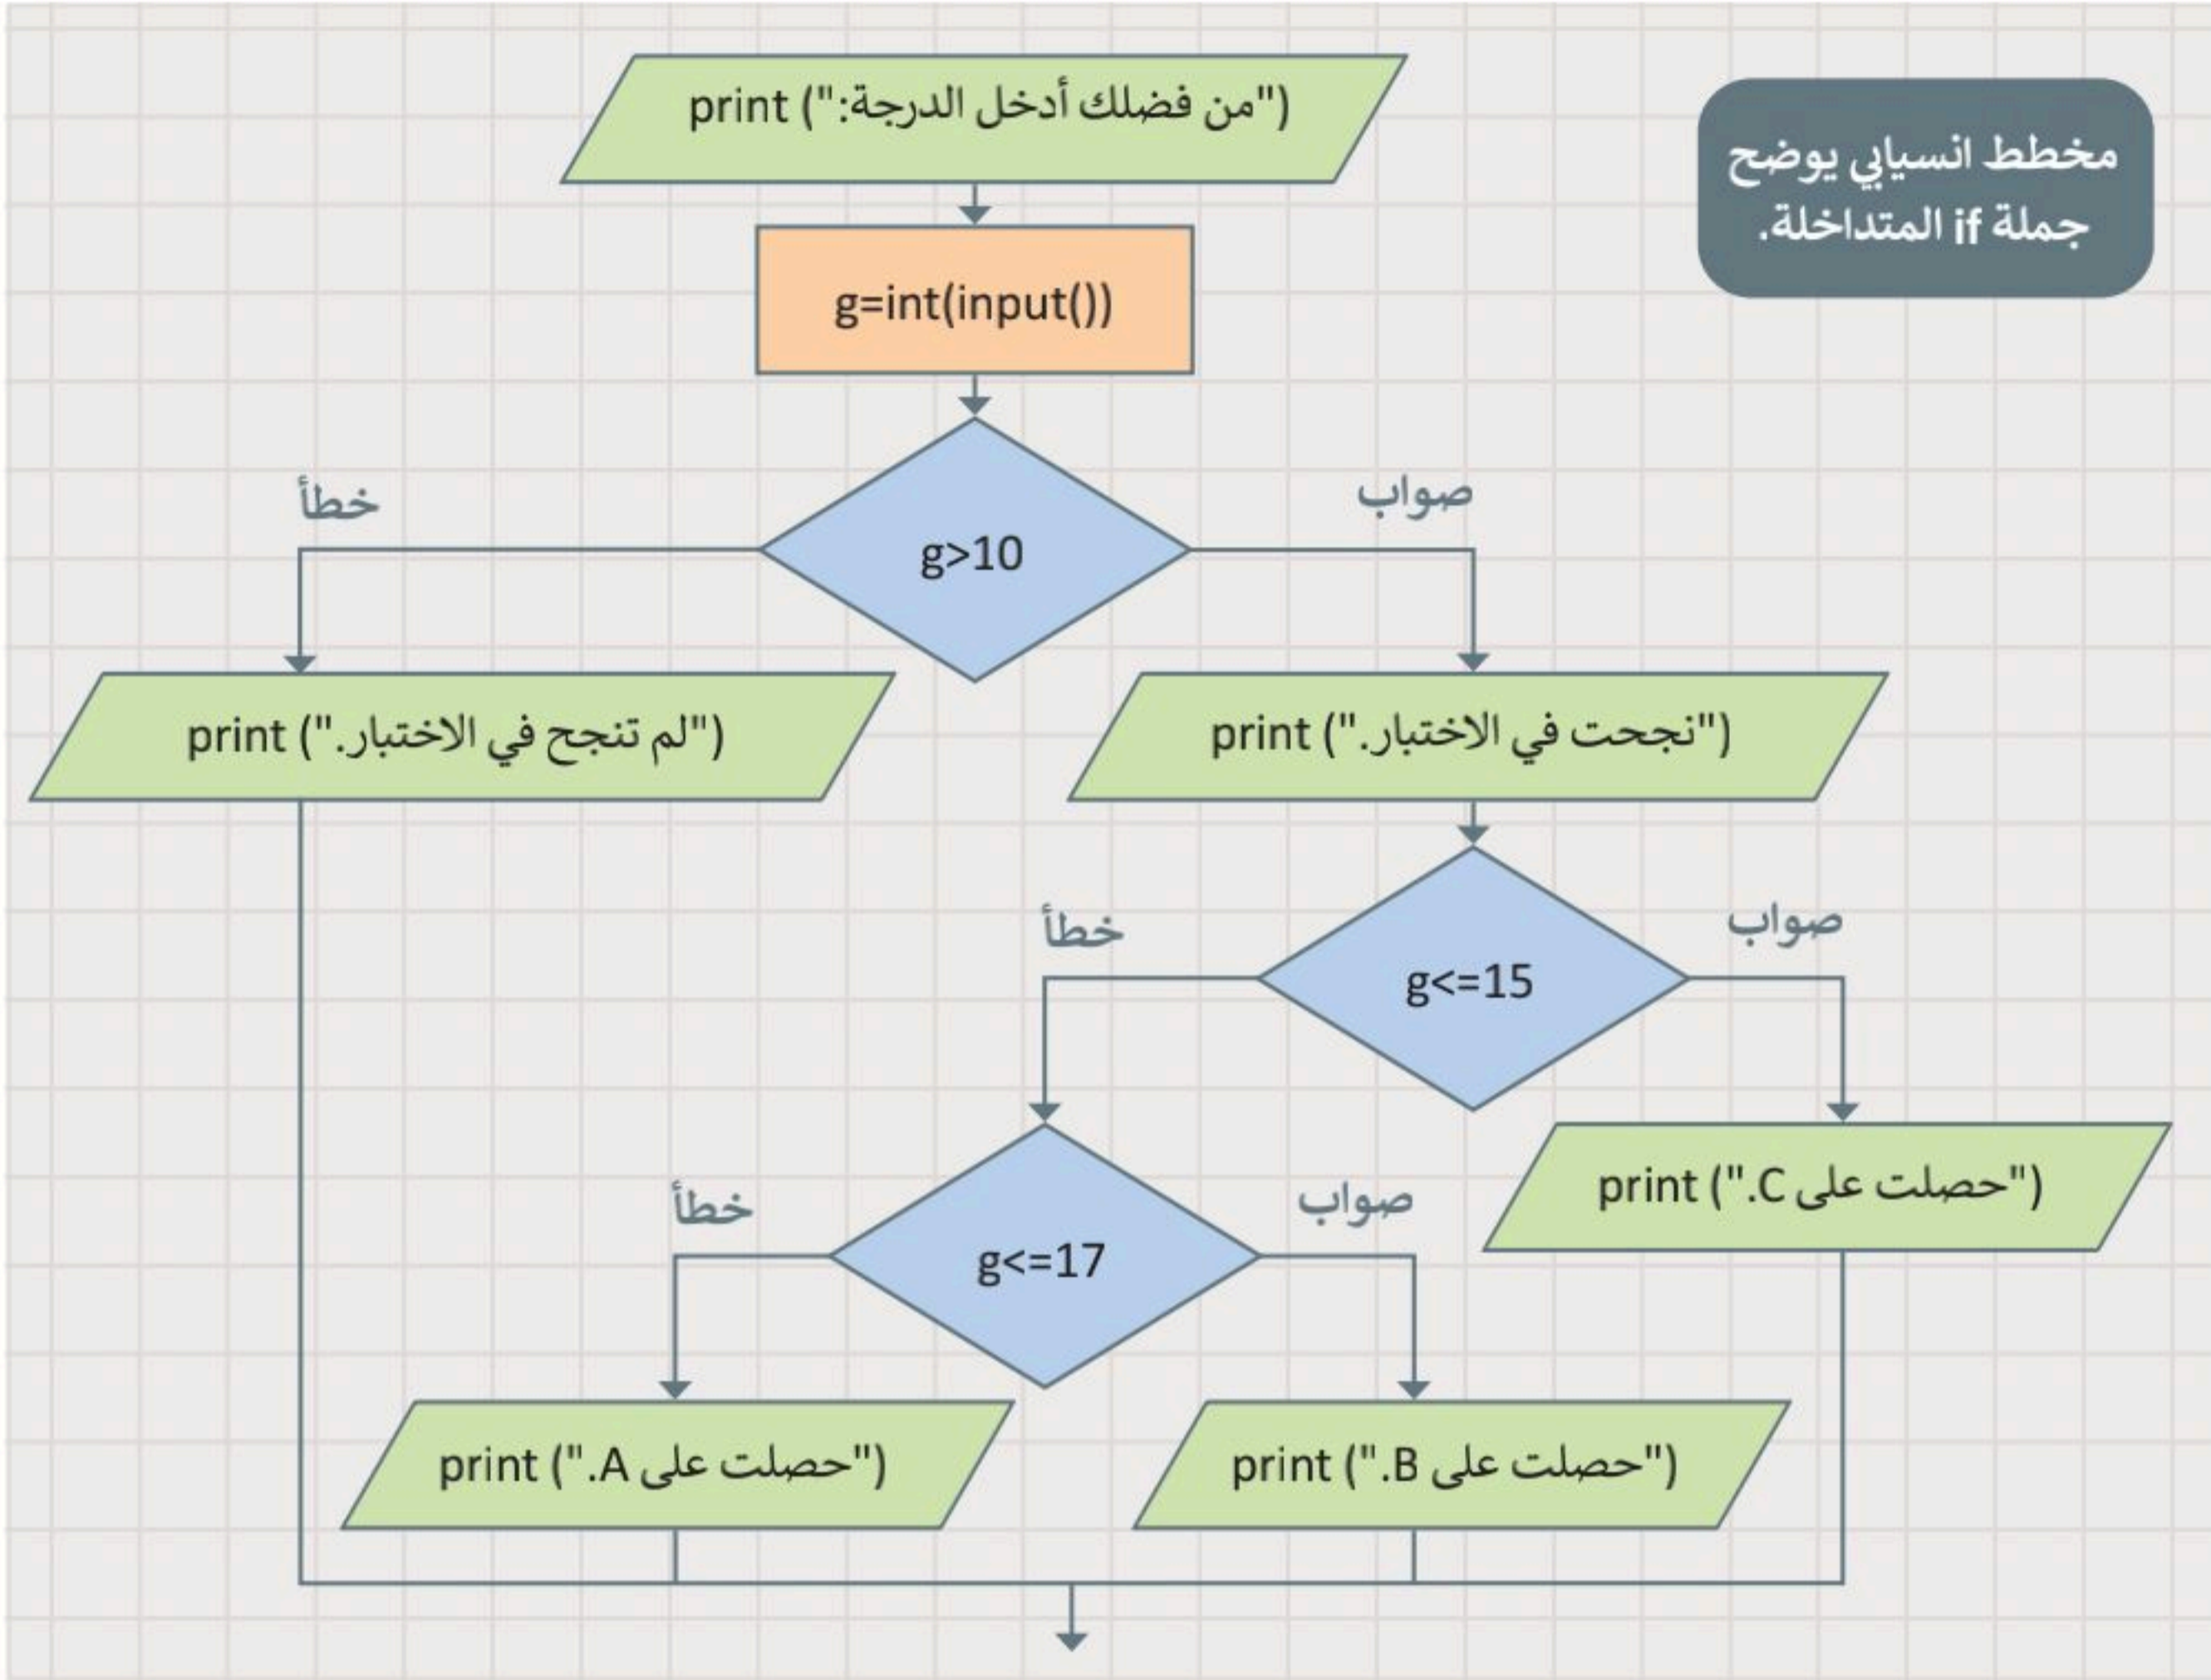 مخطط انسيابي يوضح
جملة if المتداخلة.
print ("من فضلك أدخل الدرجة:")
g=int(input())
خطأ
صواب
g>10
print ("لم تنجح في الاختبار.")
print ("نجحت في الاختبار.")
خطأ
صواب
g<=15
print ("حصلت على C.")
خطأ
صواب
g<=17
print ("حصلت على A.")
print ("حصلت على B.")